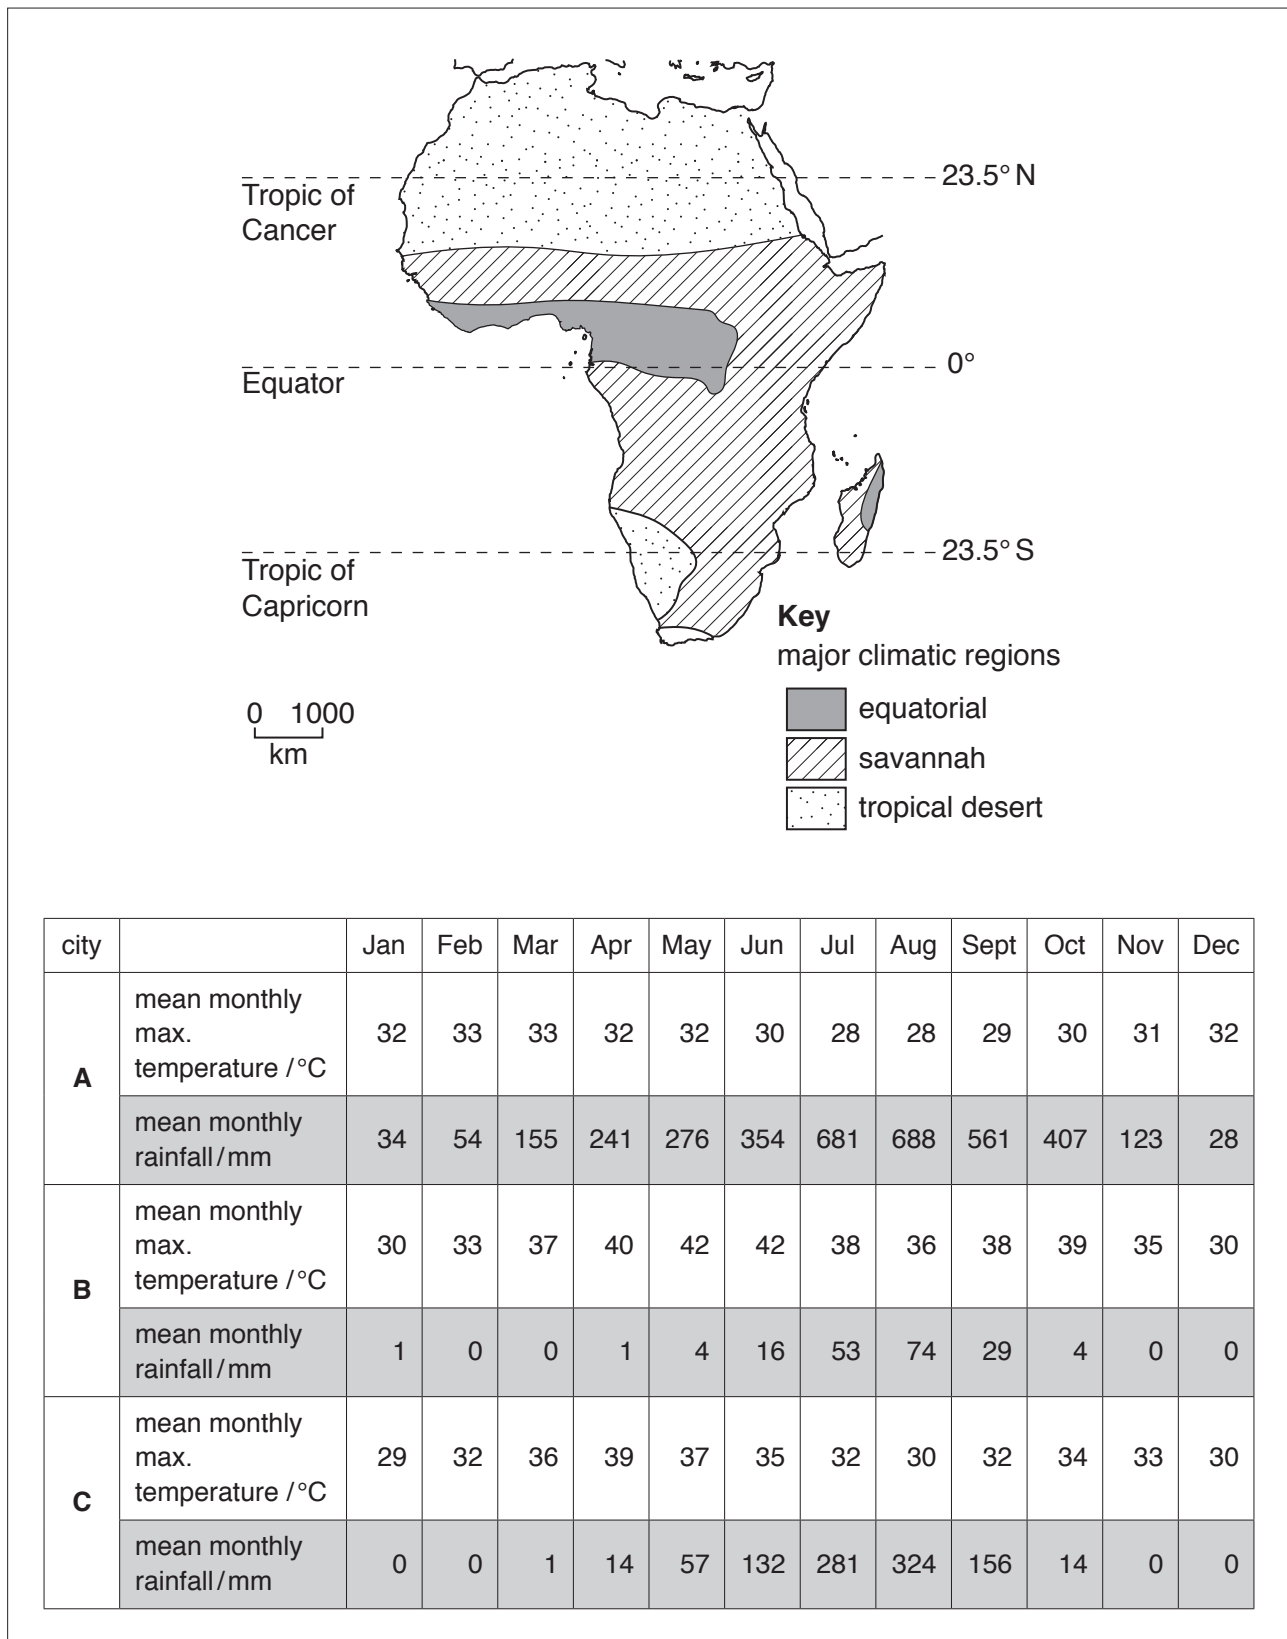 23.5° N
Tropic of
Cancer
0°
Equator
23.5° S
Tropic of
Capricorn
Key
major climatic regions
equatorial
savannah
tropical desert
0 1000
km
city Jan Feb Mar Apr May Jun Jul Aug Sept Oct Nov Dec
A
mean monthly
max.
temperature / °C
32 33 33 32 32 30 28 28 29 30 31 32
mean monthly
rainfall / mm
34 54 155 241 276 354 681 688 561 407 123 28
B
mean monthly
max.
temperature / °C
30 33 37 40 42 42 38 36 38 39 35 30
mean monthly
rainfall / mm
1 0 0 1 4 16 53 74 29 4 0 0
C
mean monthly
max.
temperature / °C
29 32 36 39 37 35 32 30 32 34 33 30
mean monthly
rainfall / mm
0 0 1 14 57 132 281 324 156 14 0 0